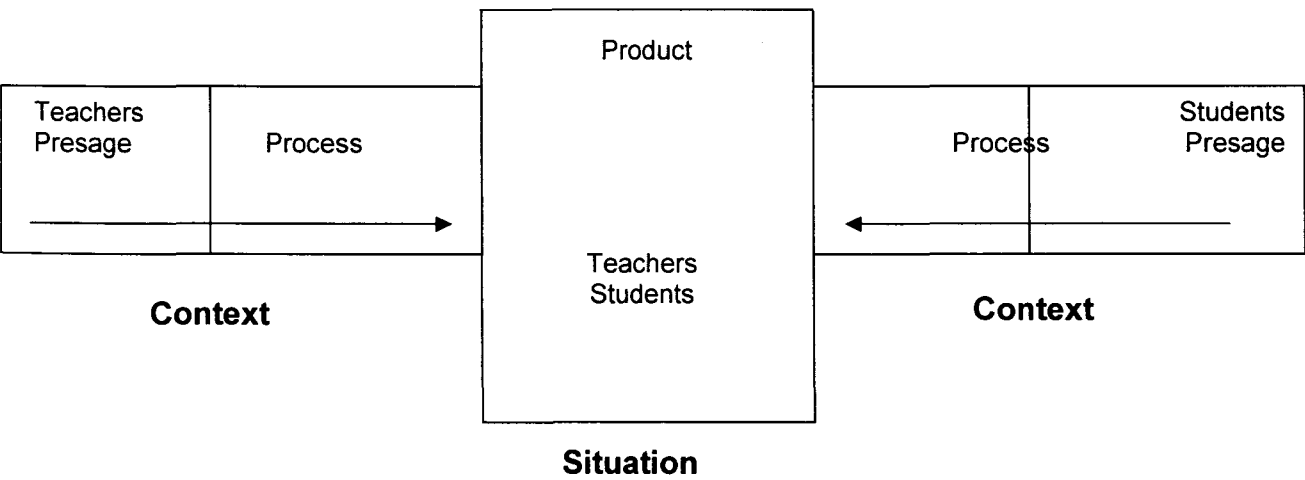 Product
Teachers
Presage
Process
Process
Students
Presage
Teachers
Students
Context
Context
Situation